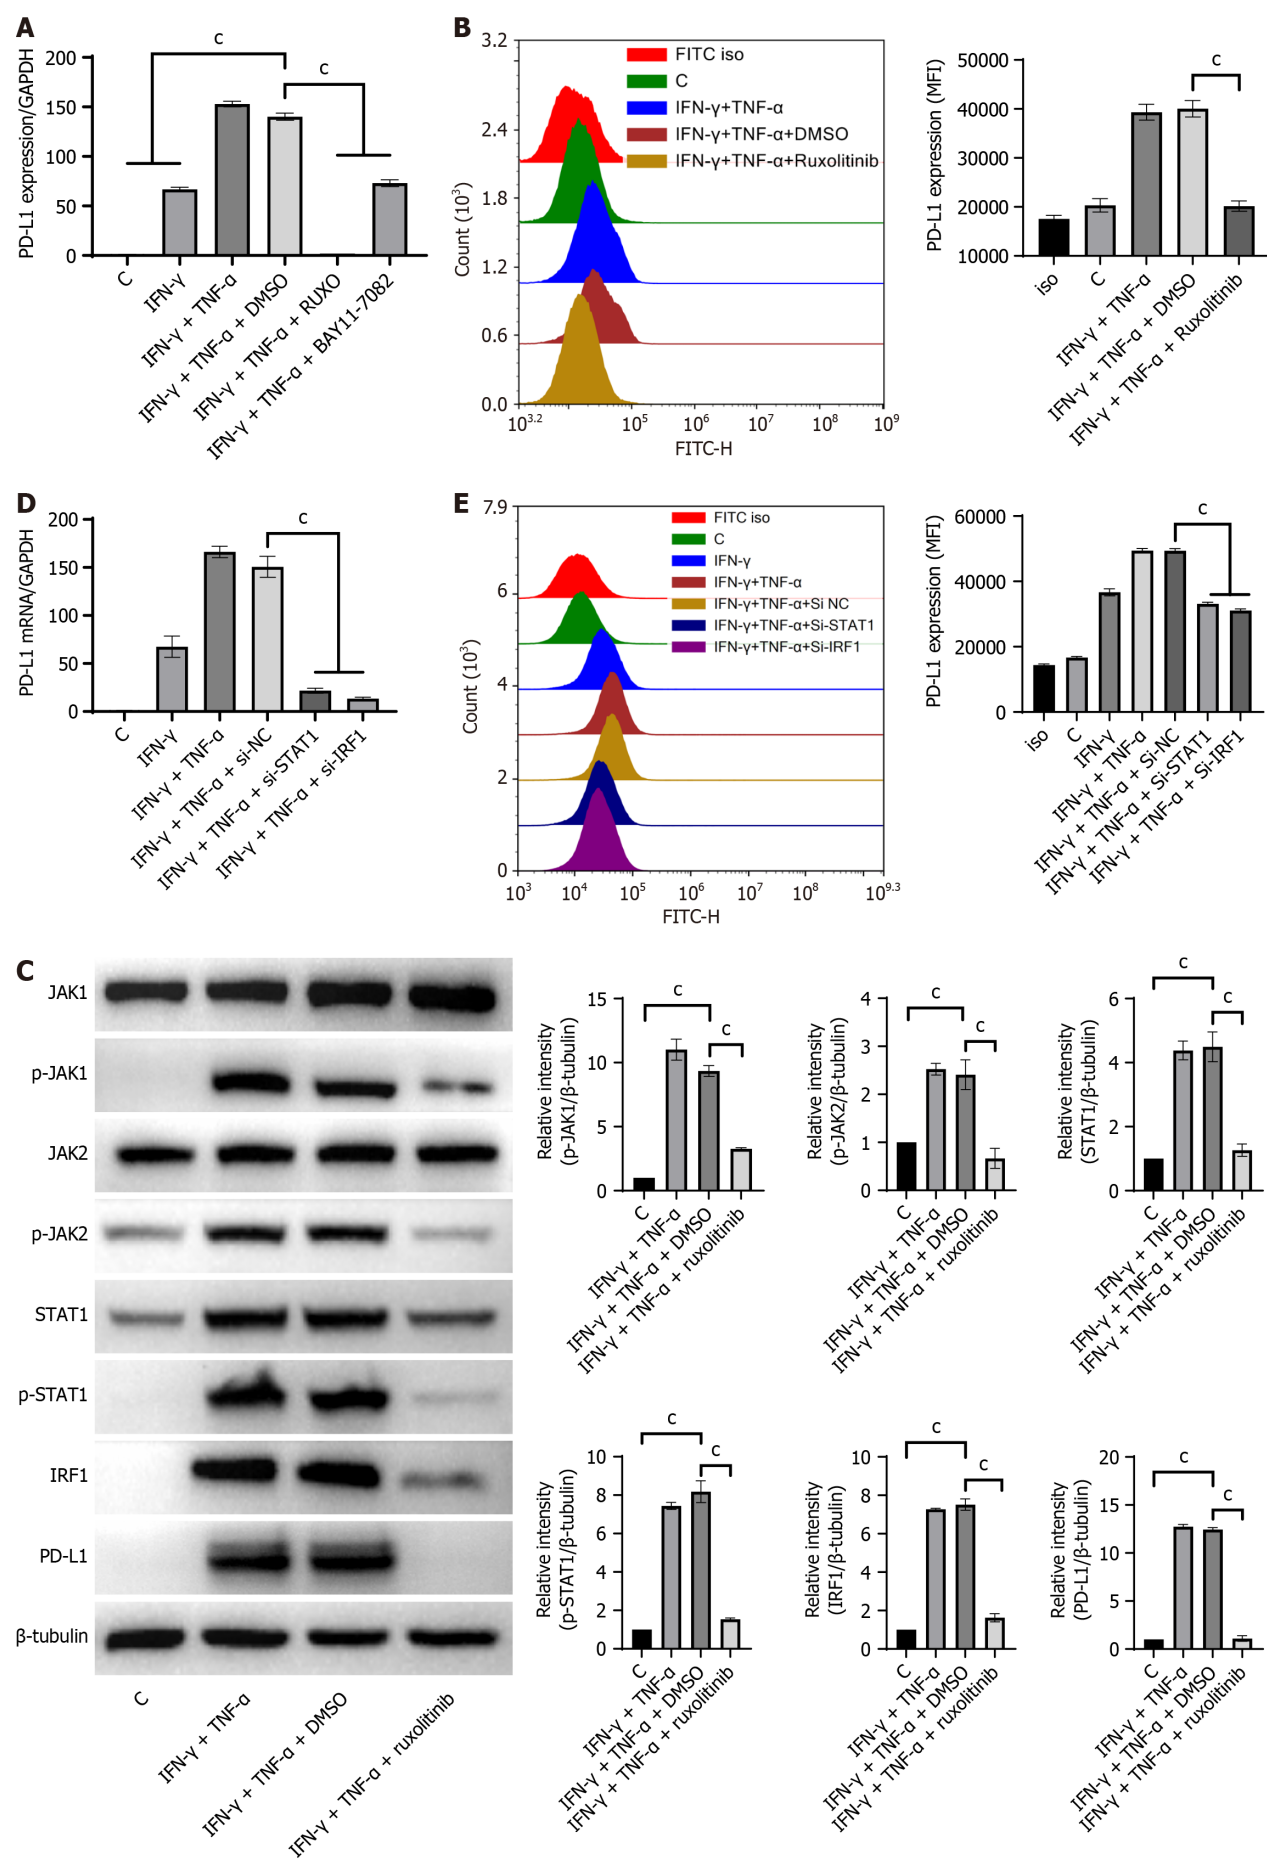 A
PD-L1 expression/GAPDH
200
150
100
50
0
c
c
C
IFN-γ
IFN-γ + TNF-α
IFN-γ + TNF-α + DMSO
IFN-γ + TNF-α + RUXO
IFN-γ + TNF-α + BAY11-7082
B
Count (10³)
3.2
2.4
1.8
1.2
0.6
0.0
FITC iso
C
IFN-γ+TNF-α
IFN-γ+TNF-α+DMSO
IFN-γ+TNF-α+Ruxolitinib
10³·²
10⁵
10⁶
10⁷
10⁸
10⁹
FITC-H
PD-L1 expression (MFI)
50000
40000
30000
20000
10000
c
iso
C
IFN-γ + TNF-α
IFN-γ + TNF-α + DMSO
IFN-γ + TNF-α + Ruxolitinib
D
PD-L1 mRNA/GAPDH
200
150
100
50
0
c
C
IFN-γ
IFN-γ + TNF-α
IFN-γ + TNF-α + si-NC
IFN-γ + TNF-α + si-STAT1
IFN-γ + TNF-α + si-IRF1
E
Count (10³)
7.9
6
4
2
0
FITC iso
C
IFN-γ
IFN-γ+TNF-α
IFN-γ+TNF-α+Si NC
IFN-γ+TNF-α+Si-STAT1
IFN-γ+TNF-α+Si-IRF1
10³
10⁴
10⁵
10⁶
10⁷
10⁸
10⁹·³
FITC-H
PD-L1 expression (MFI)
60000
40000
20000
0
c
iso
C
IFN-γ
IFN-γ + TNF-α
IFN-γ + TNF-α + Si-NC
IFN-γ + TNF-α + Si-STAT1
IFN-γ + TNF-α + Si-IRF1
C
JAK1
p-JAK1
JAK2
p-JAK2
STAT1
p-STAT1
IRF1
PD-L1
β-tubulin
C
IFN-γ + TNF-α
IFN-γ + TNF-α + DMSO
IFN-γ + TNF-α + ruxolitinib
Relative intensity
(p-JAK1/β-tubulin)
15
10
5
0
c
c
C
IFN-γ + TNF-α
IFN-γ + TNF-α + DMSO
IFN-γ + TNF-α + ruxolitinib
Relative intensity
(p-JAK2/β-tubulin)
4
3
2
1
0
c
c
C
IFN-γ + TNF-α
IFN-γ + TNF-α + DMSO
IFN-γ + TNF-α + ruxolitinib
Relative intensity
(STAT1/β-tubulin)
6
4
2
0
c
c
C
IFN-γ + TNF-α
IFN-γ + TNF-α + DMSO
IFN-γ + TNF-α + ruxolitinib
Relative intensity
(p-STAT1/β-tubulin)
10
8
6
4
2
0
c
c
C
IFN-γ + TNF-α
IFN-γ + TNF-α + DMSO
IFN-γ + TNF-α + ruxolitinib
Relative intensity
(IRF1/β-tubulin)
10
8
6
4
2
0
c
c
C
IFN-γ + TNF-α
IFN-γ + TNF-α + DMSO
IFN-γ + TNF-α + ruxolitinib
Relative intensity
(PD-L1/β-tubulin)
20
15
10
5
0
c
c
C
IFN-γ + TNF-α
IFN-γ + TNF-α + DMSO
IFN-γ + TNF-α + ruxolitinib